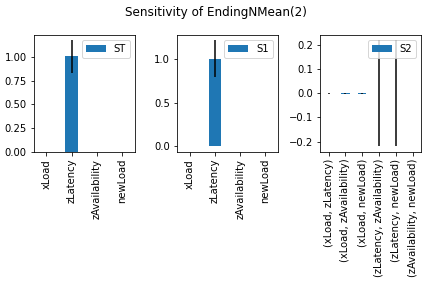 Sensitivity of EndingNMean(2)
ST
1.00
0.75
0.50
0.25
0.00
xLoad
zLatency
zAvailability
newLoad
S1
1.0
0.5
0.0
xLoad
zLatency
zAvailability
newLoad
S2
0.2
0.1
0.0
−0.1
−0.2
(xLoad, zLatency)
(xLoad, zAvailability)
(xLoad, newLoad)
(zLatency, zAvailability)
(zLatency, newLoad)
(zAvailability, newLoad)